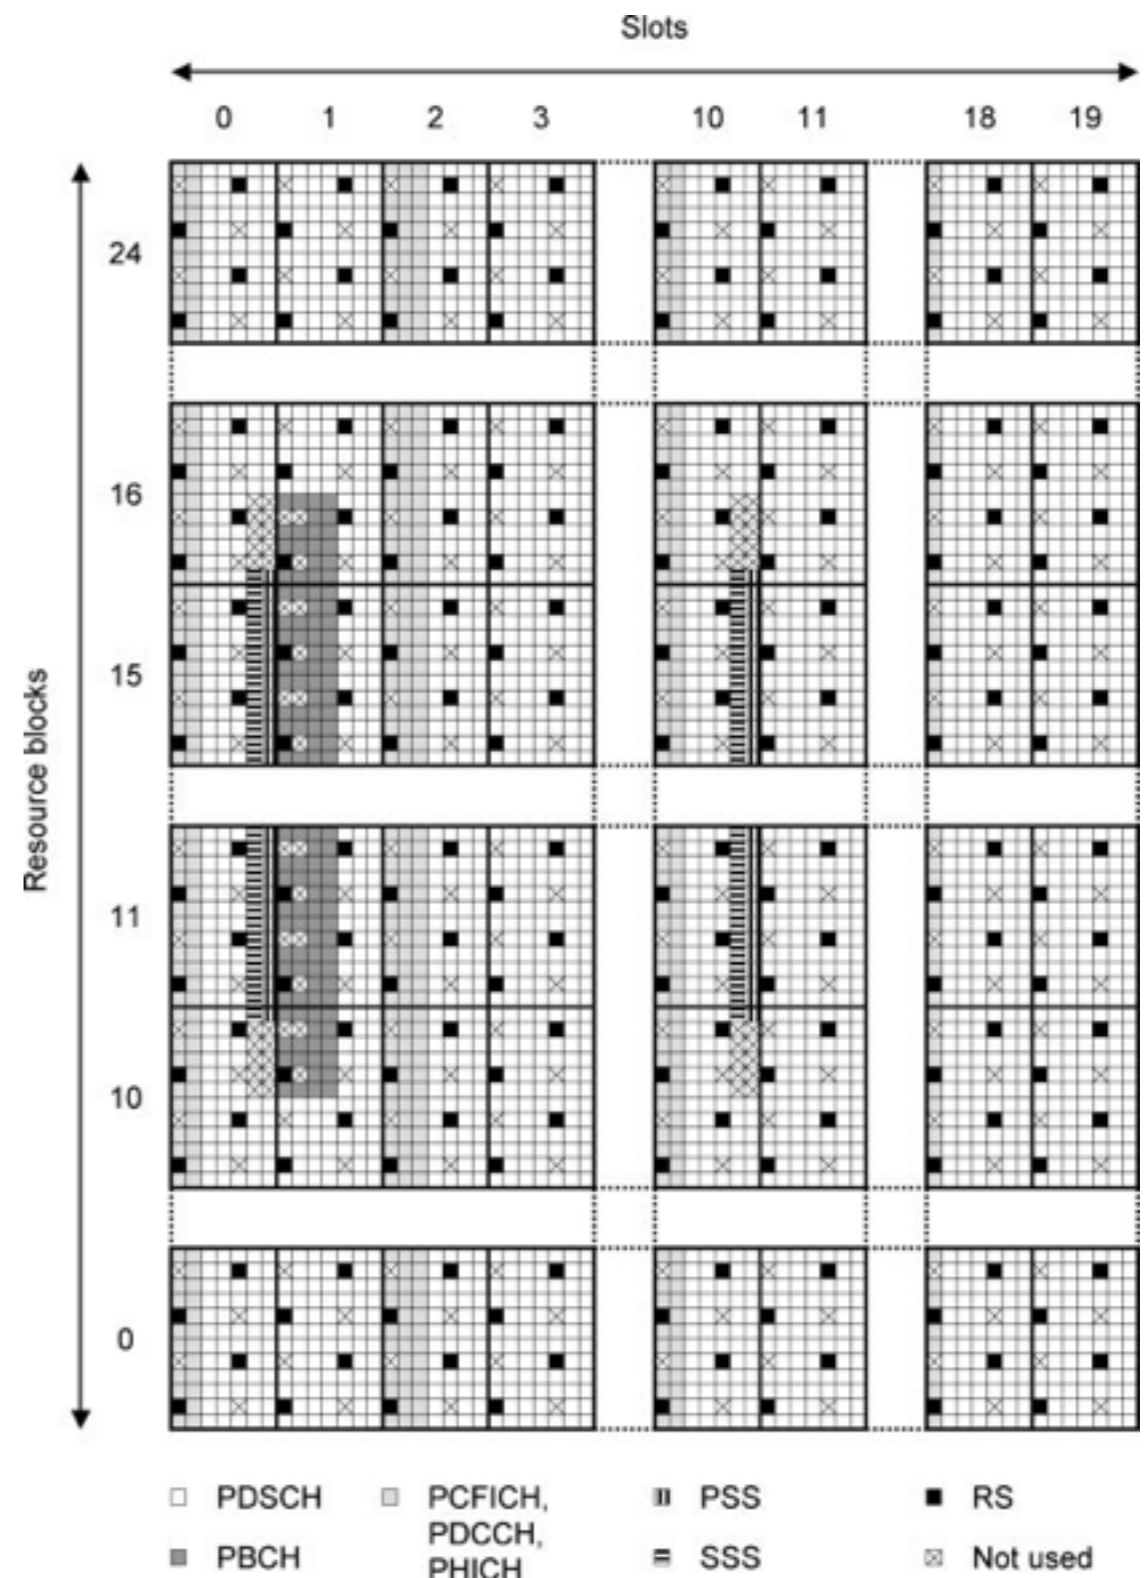 Slots
0 1 2 3 10 11 18 19
24
16
15
Resource blocks
11
10
0
PDSCH PCFICH, PSS RS
PDCCH,
PBCH PHICH SSS Not used